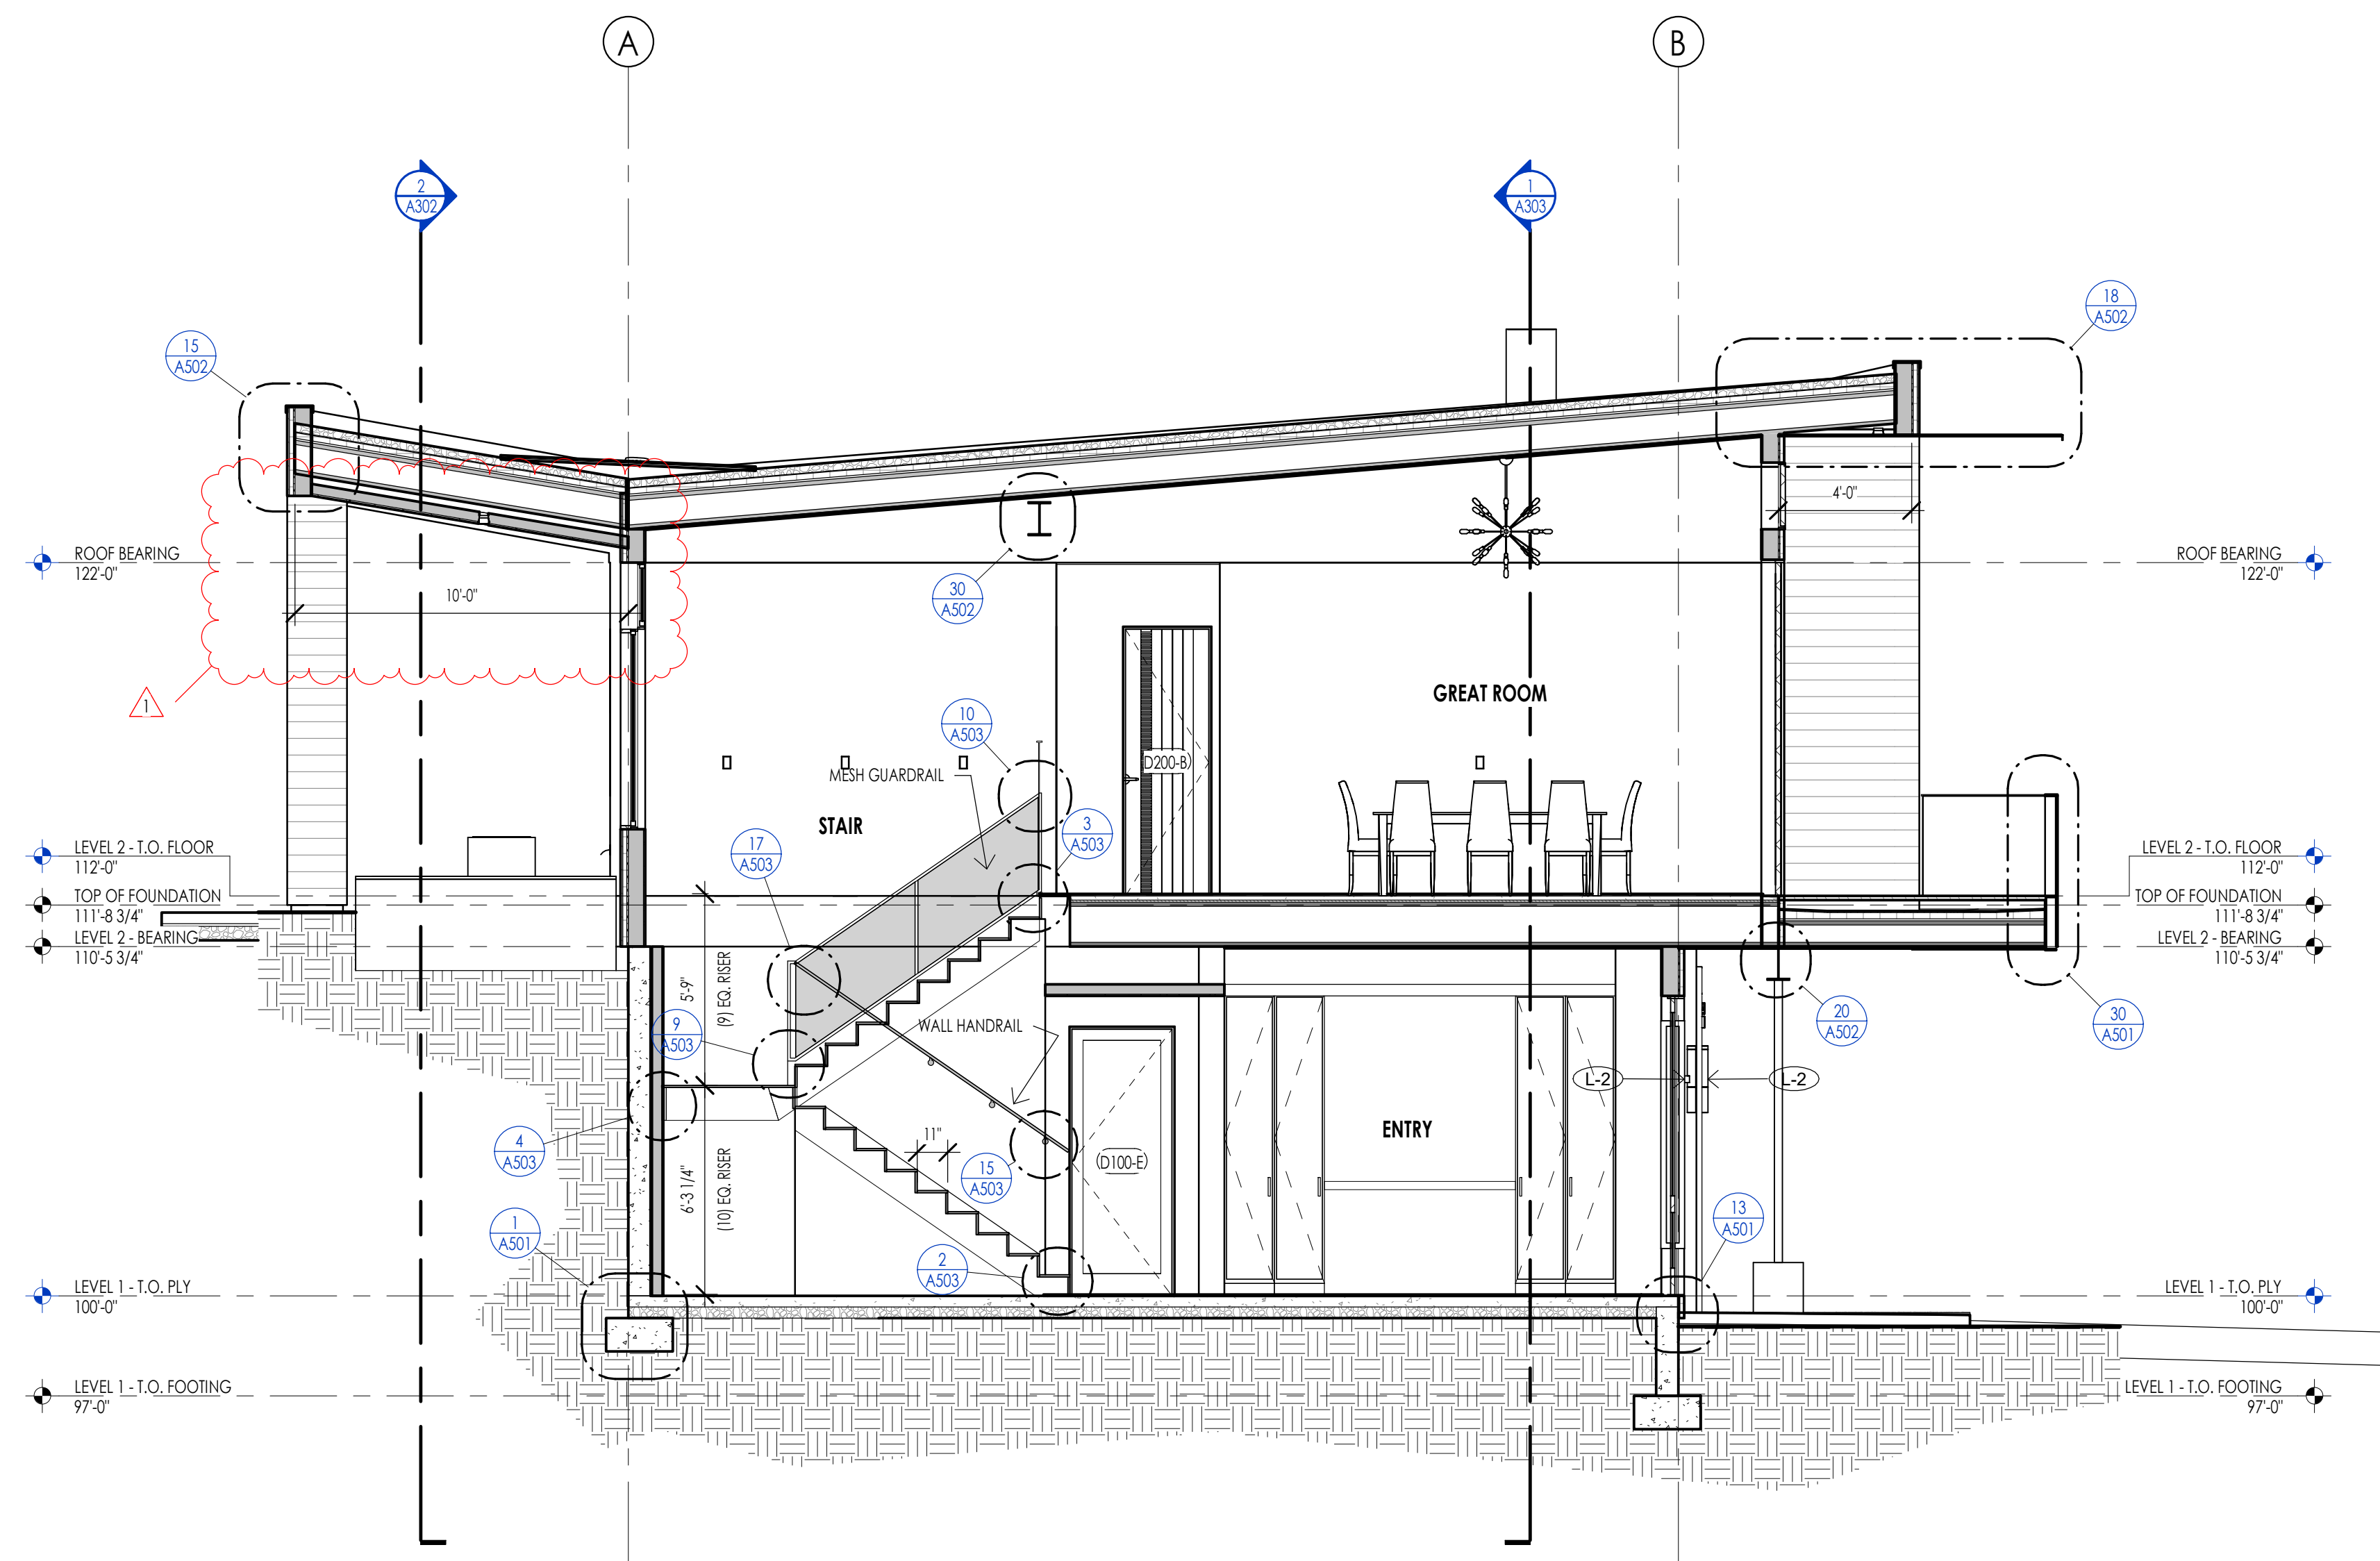 A
B
2
A302
1
A303
18
A502
15
A502
4'-0"
ROOF BEARING
122'-0"
ROOF BEARING
122'-0"
30
A502
10'-0"
1
GREAT ROOM
10
A503
D200-B
MESH GUARDRAIL
STAIR
3
A503
17
A503
LEVEL 2 - T.O. FLOOR
112'-0"
LEVEL 2 - T.O. FLOOR
112'-0"
TOP OF FOUNDATION
111'-8 3/4"
TOP OF FOUNDATION
111'-8 3/4"
LEVEL 2 - BEARING
110'-5 3/4"
LEVEL 2 - BEARING
110'-5 3/4"
5'-9"
(9) EQ. RISER
9
A503
WALL HANDRAIL
20
A502
30
A501
L-2
L-2
4
A503
11"
ENTRY
15
A503
D100-E
6'-3 1/4"
(10) EQ. RISER
1
A501
13
A501
2
A503
LEVEL 1 - T.O. PLY
100'-0"
LEVEL 1 - T.O. PLY
100'-0"
LEVEL 1 - T.O. FOOTING
97'-0"
LEVEL 1 - T.O. FOOTING
97'-0"